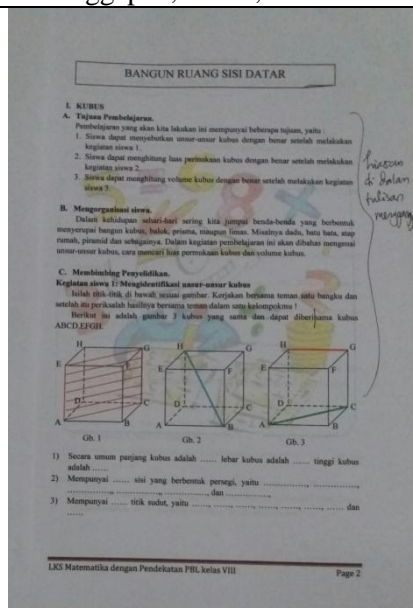 BANGUN RUANG SISI DATAR
I. KUBUS
A. Tujuan Pembelajaran.
Pembelajaran yang akan kita lakukan ini mempunyai beberapa tujuan, yaitu :
1. Siswa dapat menyebutkan unsur-unsur kubus dengan benar setelah melakukan
kegiatan siswa 1.
2. Siswa dapat menghitung luas permukaan kubus dengan benar setelah melakukan
kegiatan siswa 2.
3. Siswa dapat menghitung volume kubus dengan benar setelah melakukan kegiatan
siswa 3.
di dalam
tulisan
B. Mengorganisasi siswa.
Dalam kehidupan sehari-hari sering kita jumpai benda-benda yang berbentuk
menyerupai bangun kubus, balok, prisma, maupun limas. Misalnya dadu, batu bata, atap
rumah, piramid dan sebagainya. Dalam kegiatan pembelajaran ini akan dibahas mengenai
unsur-unsur kubus, cara mencari luas permukaan kubus dan volume kubus.
C. Membimbing Penyelidikan.
Kegiatan siswa 1: Mengidentifikasi unsur-unsur kubus
Isilah titik-titik di bawah sesuai gambar. Kerjakan bersama teman satu bangku dan
setelah itu periksalah hasilnya bersama teman dalam satu kelompokmu !
Berikut ini adalah gambar 3 kubus yang sama dan dapat diberi nama kubus
ABCD.EFGH.
H G H G H G
E F E F E F
D C D C D C
A B A B A B
Gb. 1 Gb. 2 Gb. 3
1) Secara umum panjang kubus adalah ...... lebar kubus adalah ...... tinggi kubus
adalah ......
2) Mempunyai ...... sisi yang berbentuk persegi, yaitu ..............., ...............,
..............., ..............., ............... dan ...............
3) Mempunyai ...... titik sudut, yaitu ......, ......, ......, ......, ......, ......, ...... dan
......
LKS Matematika dengan Pendekatan PBL kelas VIII
Page 2